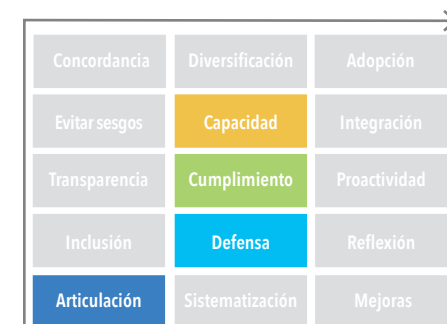 Concordancia Diversificación Adopción
Evitar sesgos Capacidad Integración
Transparencia Cumplimiento Proactividad
Inclusión Defensa Reflexión
Articulación Sistematización Mejoras